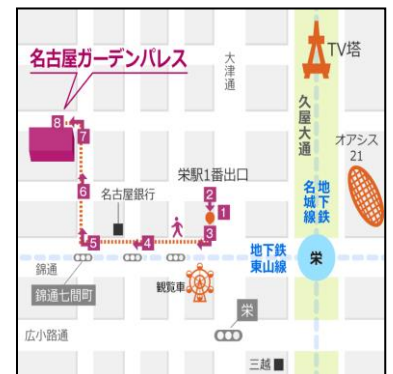 TV塔
名古屋ガーデンパレス
大津通
久屋大通
オアシス
21
8
7
栄駅1番出口
6
名古屋銀行
2
1
地下鉄
名城線
3
5
4
地下鉄
東山線
栄
錦通
観覧車
錦通七間町
栄
広小路通
三越